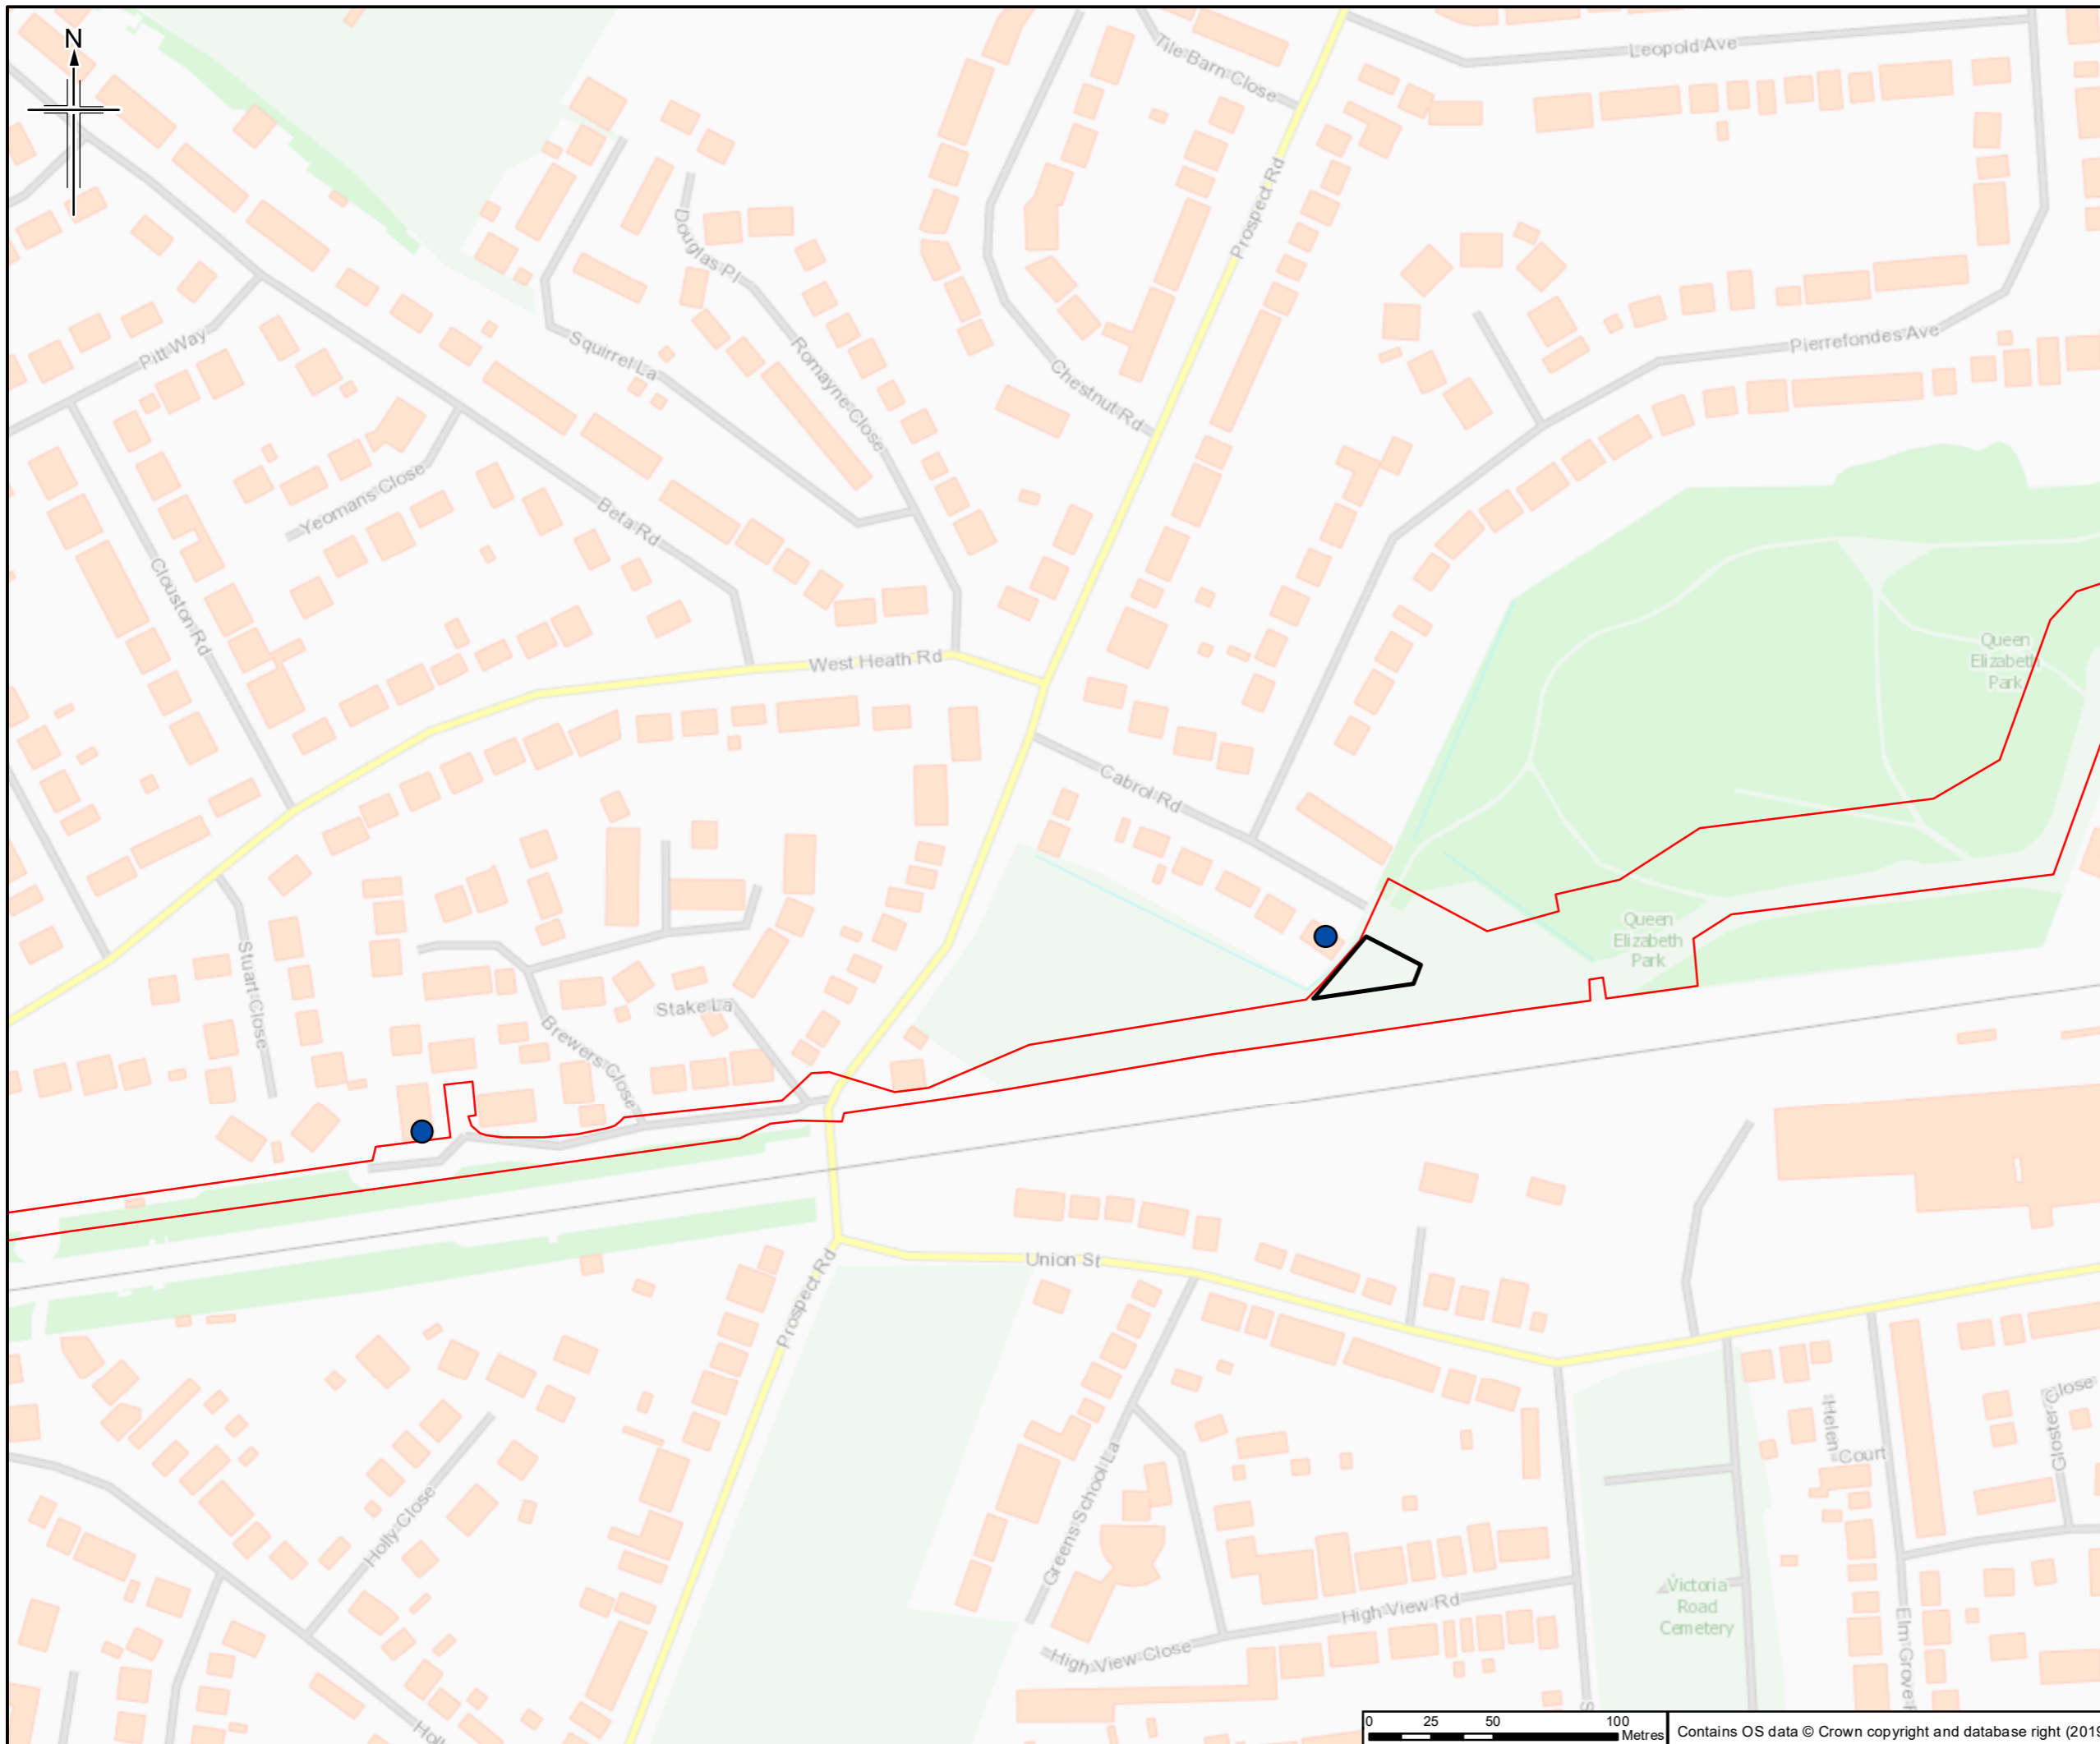 N
Tile Barn Close
Leopold Ave
Prospect Rd
Douglas Pl
Pitt Way
Squirrel La
Romayne Close
Chestnut Rd
Pierrefondes Ave
Yeomans Close
Beta Rd
Clouston Rd
West Heath Rd
Queen
Elizabeth
Park
Cabrol Rd
Queen
Elizabeth
Park
Stuart Close
Stake La
Brewers Close
Union St
Prospect Rd
Holly Close
Greens School La
High View Rd
High View Close
Victoria
Road
Cemetery
Helen
Court
Gloster Close
Elm Grove
Holl
S
0 25 50 100
Metres
Contains OS data © Crown copyright and database right (2019